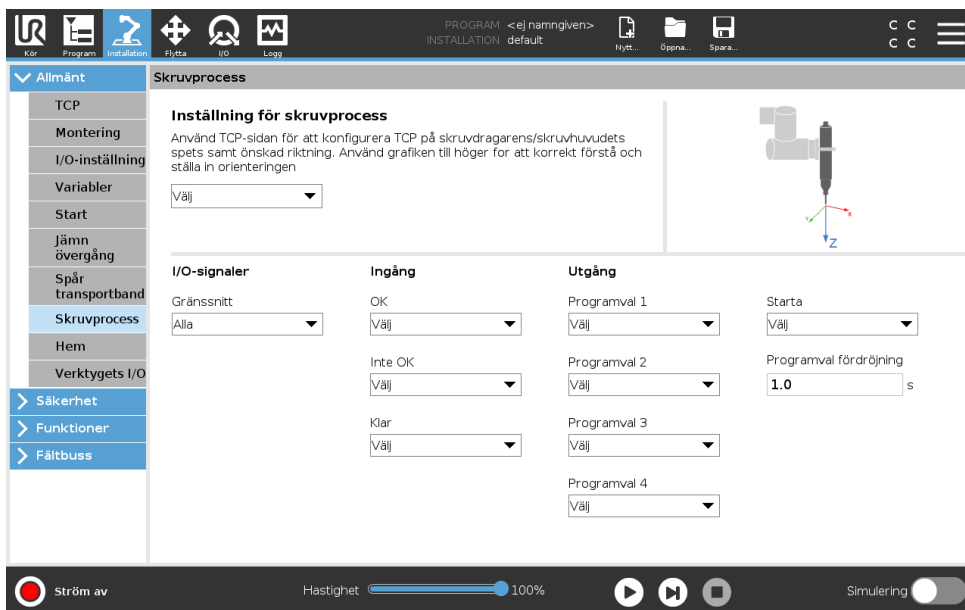 UR
Kör
Program
Installation
Flytta
I/O
Logg
PROGRAM <ej namngiven>
INSTALLATION default
Nytt...
Öppna...
Spara...
C C
C C
Allmänt
TCP
Montering
I/O-inställning
Variabler
Start
Jämn
övergång
Spår
transportband
Skruvprocess
Hem
Verktygets I/O
Säkerhet
Funktioner
Fältbuss
Skruvprocess
Inställning för skruvprocess
Använd TCP-sidan för att konfigurera TCP på skruvdragarens/skruvhuvudets
spets samt önskad riktning. Använd grafiken till höger for att korrekt förstå och
ställa in orienteringen
Välj
Y
X
Z
I/O-signaler
Gränssnitt
Alla
Ingång
OK
Välj
Inte OK
Välj
Klar
Välj
Utgång
Programval 1
Välj
Programval 2
Välj
Programval 3
Välj
Programval 4
Välj
Starta
Välj
Programval fördröjning
1.0 s
Ström av
Hastighet 100%
Simulering